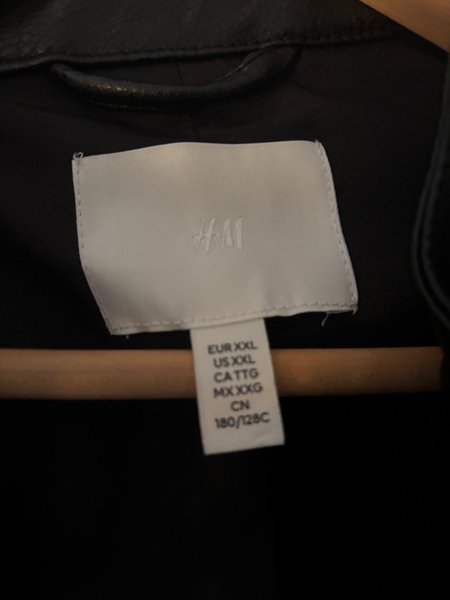 H&M
EUR XXL
US XXL
CA TTG
MX XXG
CN
180/128C